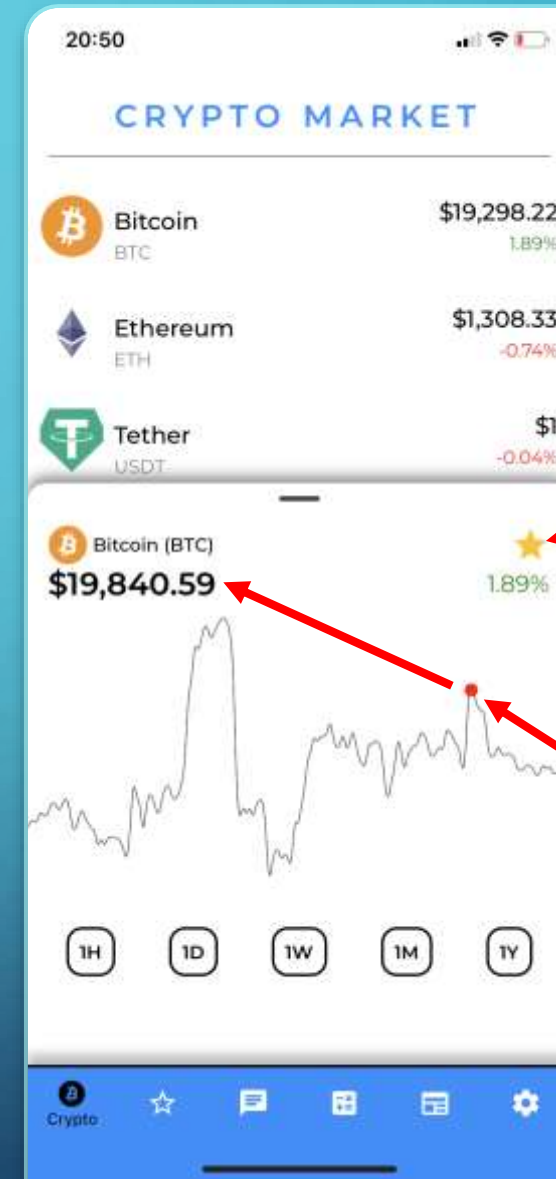 20:50
CRYPTO MARKET
Bitcoin $19,298.22
BTC 1.89%
Ethereum $1,308.33
ETH -0.74%
Tether $1
USDT -0.04%
Bitcoin (BTC)
$19,840.59 1.89%
1H 1D 1W 1M 1Y
Crypto